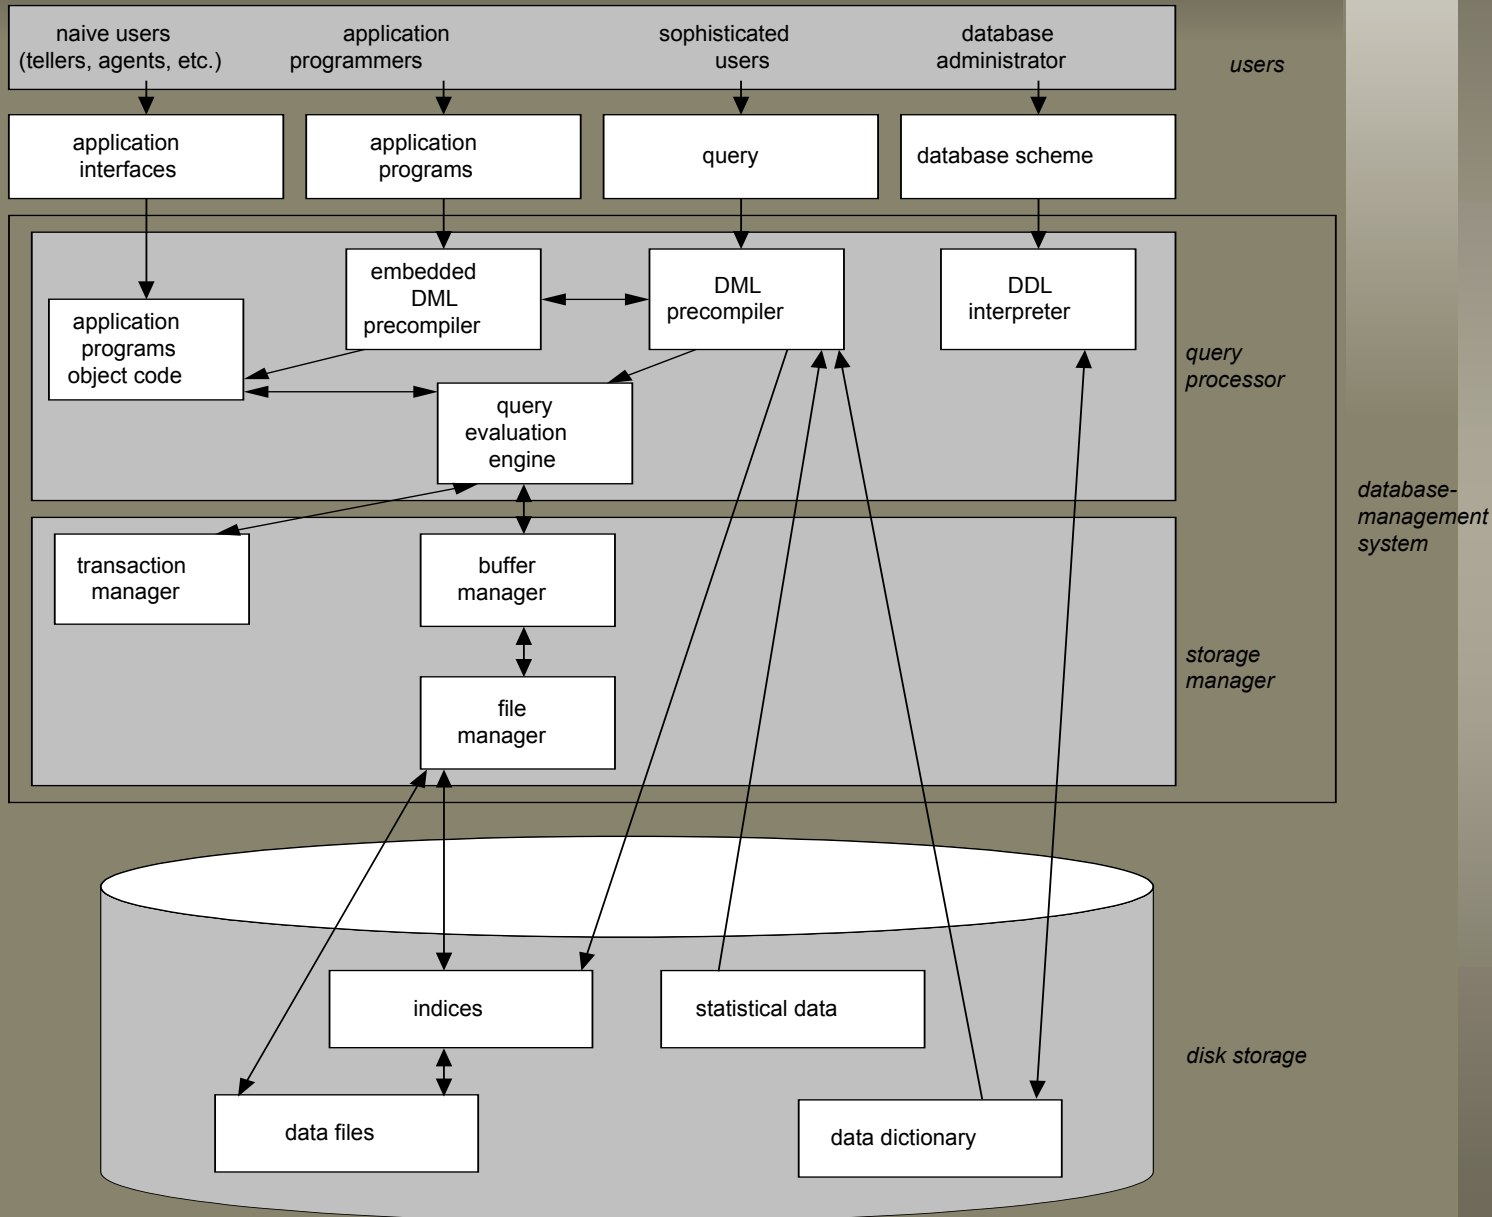 naive users
(tellers, agents, etc.)
application
programmers
sophisticated
users
database
administrator
users
application
interfaces
application
programs
query
database scheme
embedded
DML
precompiler
DML
precompiler
DDL
interpreter
application
programs
object code
query
processor
query
evaluation
engine
database-
management
system
transaction
manager
buffer
manager
storage
manager
file
manager
indices
statistical data
disk storage
data files
data dictionary